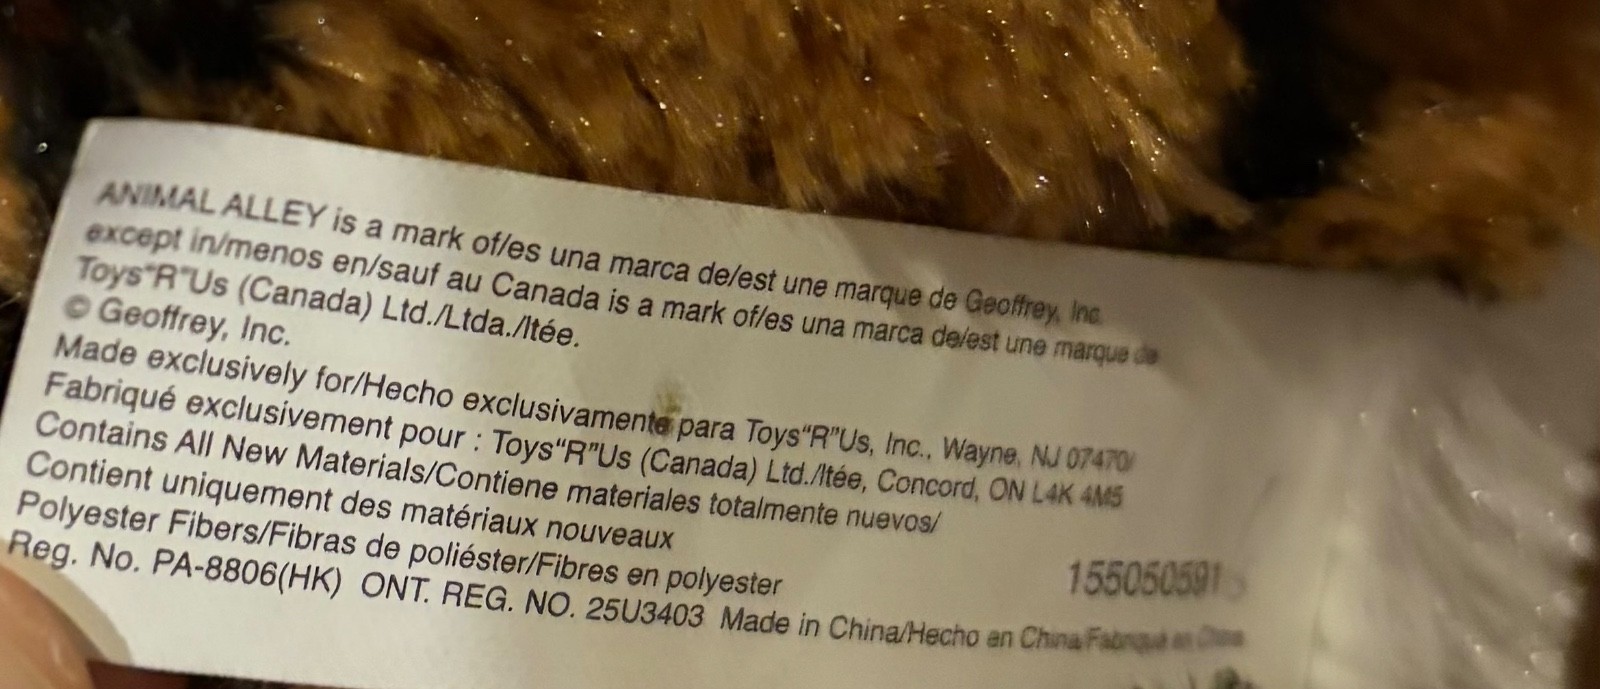 ANIMAL ALLEY is a mark of/es una marca de/est une marque de Geoffrey, Inc.
except in/menos en/sauf au Canada is a mark of/es una marca de/est une marque de
Toys“R”Us (Canada) Ltd./Ltda./ltée.
© Geoffrey, Inc.
Made exclusively for/Hecho exclusivamente para Toys“R”Us, Inc., Wayne, NJ 07470/
Fabriqué exclusivement pour : Toys“R”Us (Canada) Ltd./ltée, Concord, ON L4K 4M5
Contains All New Materials/Contiene materiales totalmente nuevos/
Contient uniquement des matériaux nouveaux
Polyester Fibers/Fibras de poliéster/Fibres en polyester
Reg. No. PA-8806(HK) ONT. REG. NO. 25U3403 Made in China/Hecho en China/Fabriqué en Chine